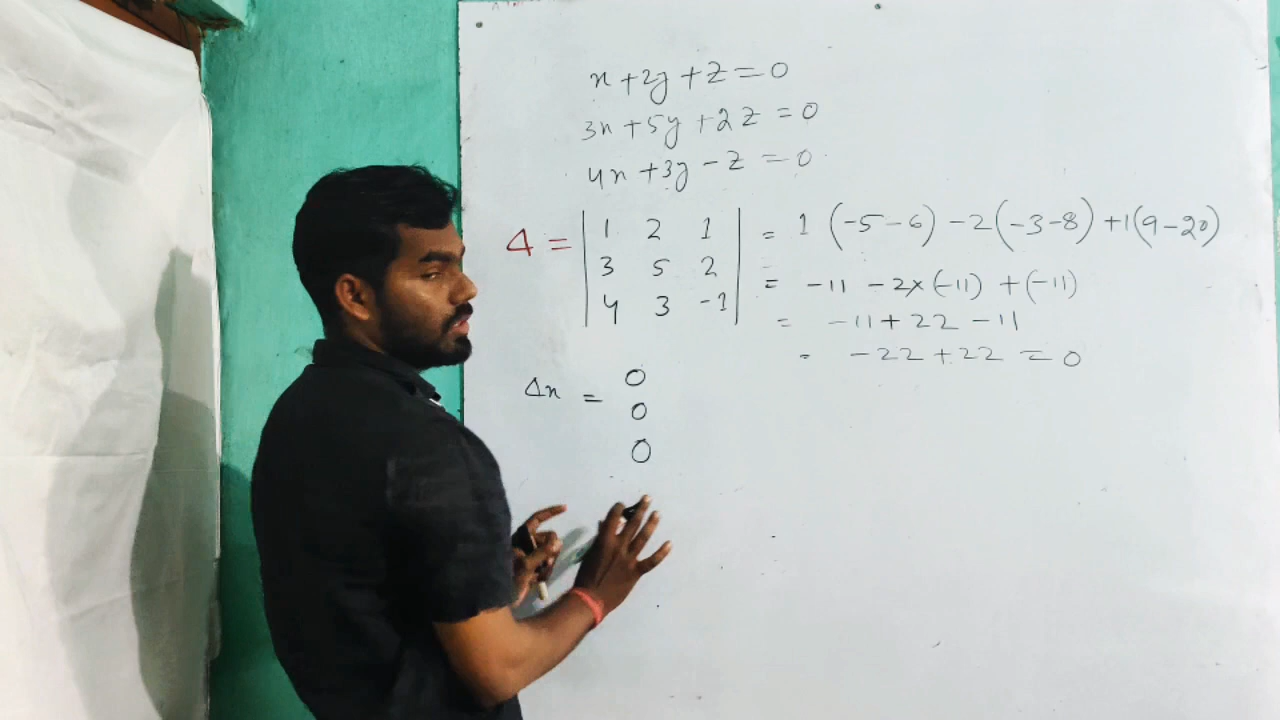 x + 2y + z = 0
3x + 5y + 2z = 0
4x + 3y - z = 0
Δ = | 1 2 1 | = 1 (-5-6) -2(-3-8) +1(9-20)
| 3 5 2 | = -11 -2×(-11) +(-11)
| 4 3 -1 | = -11+22-11
= -22+22 = 0
Δx = 0
0
0